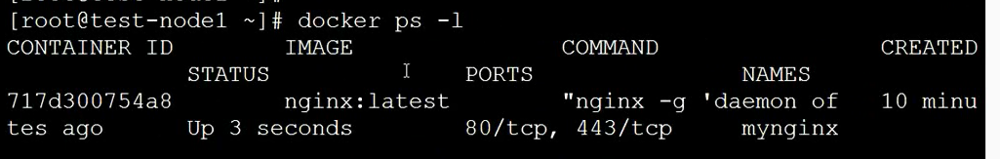 [root@test-node1 ~]# docker ps -l
CONTAINER ID        IMAGE               COMMAND                CREATED
             STATUS              PORTS               NAMES
717d300754a8        nginx:latest        "nginx -g 'daemon of   10 minu
tes ago      Up 3 seconds        80/tcp, 443/tcp     mynginx